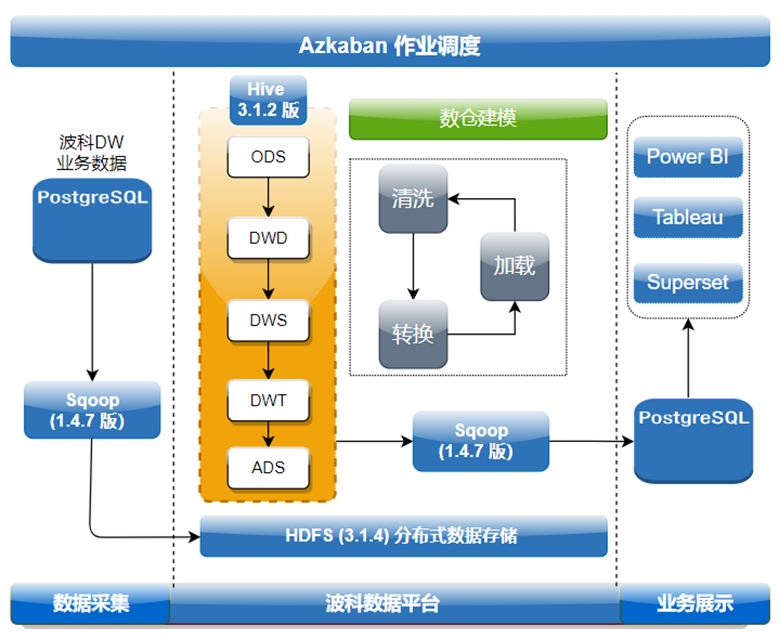 Azkaban 作业调度
Hive
3.1.2 版
数仓建模
波科DW
业务数据
PostgreSQL
ODS
DWD
DWS
DWT
ADS
清洗
加载
转换
Power BI
Tableau
Superset
Sqoop
(1.4.7 版)
Sqoop
(1.4.7 版)
PostgreSQL
HDFS (3.1.4) 分布式数据存储
数据采集
波科数据平台
业务展示